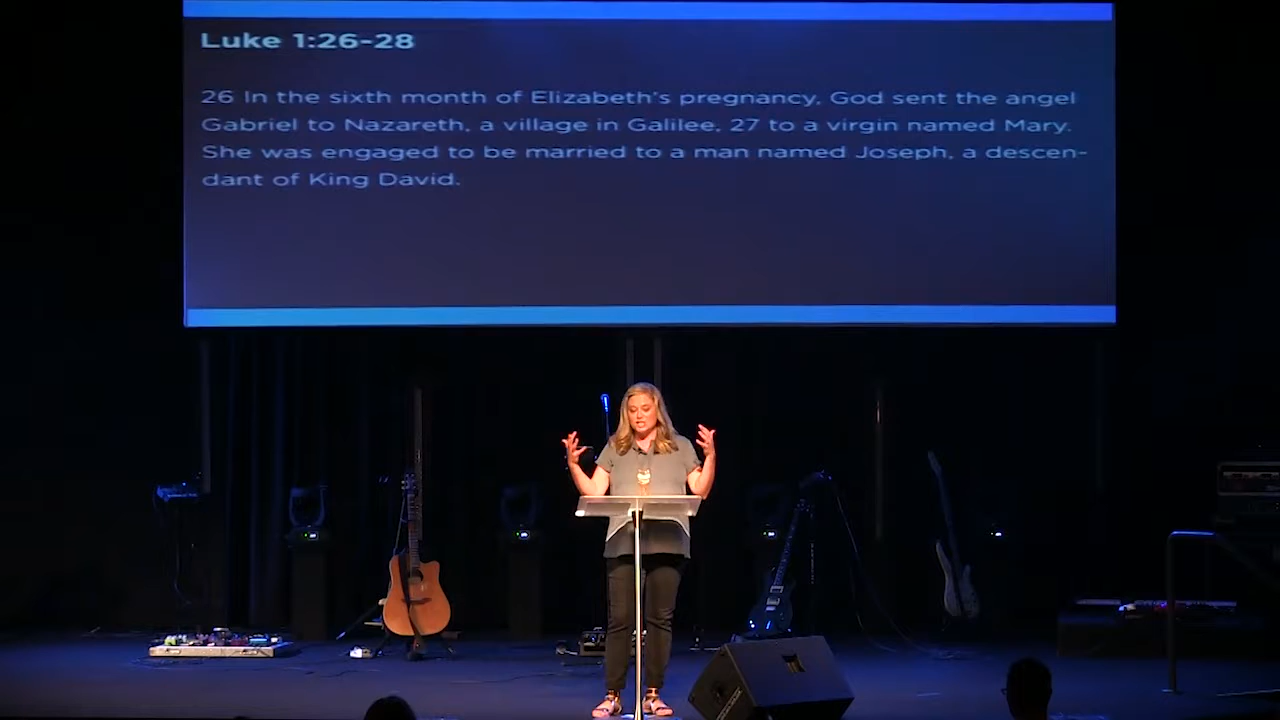 Luke 1:26-28
26 In the sixth month of Elizabeth's pregnancy, God sent the angel
Gabriel to Nazareth, a village in Galilee, 27 to a virgin named Mary.
She was engaged to be married to a man named Joseph, a descen-
dant of King David.